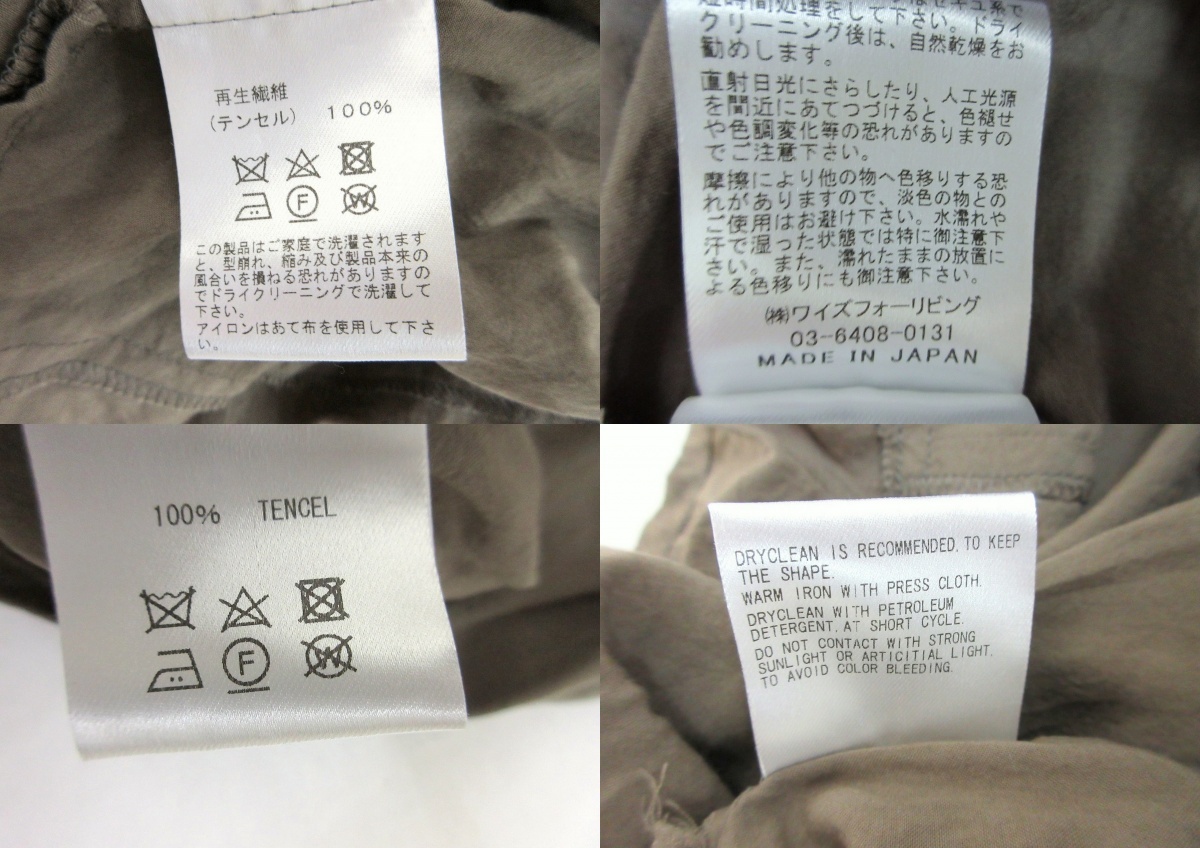 再生繊維
（テンセル） 100%
この製品はご家庭で洗濯されます
と、型崩れ、縮み及び製品本来の
風合いを損ねる恐れがありますの
でドライクリーニングで洗濯して
下さい。
アイロンはあて布を使用して下さ
い。
短時間処理をして下さい。ドライ
クリーニング後は、自然乾燥をお
勧めします。
直射日光にさらしたり、人工光源
を間近にあてつづけると、色褪せ
や色調変化等の恐れがありますの
でご注意下さい。
摩擦により他の物へ色移りする恐
れがありますので、淡色の物との
ご使用はお避け下さい。水濡れや
汗で湿った状態では特に御注意下
さい。また、濡れたままの放置に
よる色移りにも御注意下さい。
㈱ワイズフォーリビング
03-6408-0131
MADE IN JAPAN
100% TENCEL
DRYCLEAN IS RECOMMENDED. TO KEEP
THE SHAPE.
WARM IRON WITH PRESS CLOTH.
DRYCLEAN WITH PETROLEUM
DETERGENT. AT SHORT CYCLE.
DO NOT CONTACT WITH STRONG
SUNLIGHT OR ARTICITIAL LIGHT.
TO AVOID COLOR BLEEDING.